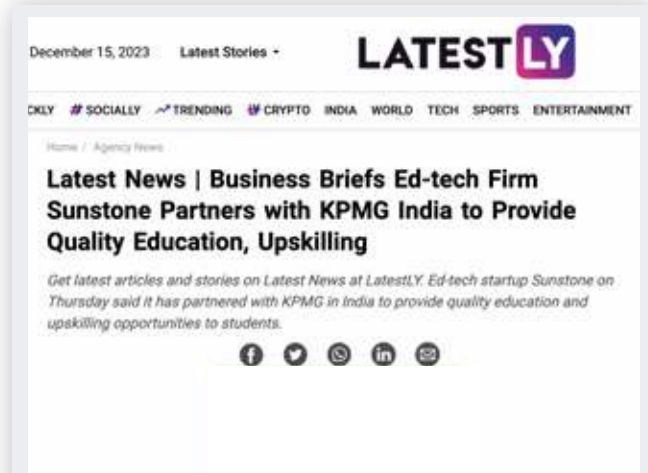 December 15, 2023 Latest Stories
LATESTLY
CKLY # SOCIALLY TRENDING CRYPTO INDIA WORLD TECH SPORTS ENTERTAINMENT
Home / Agency News
Latest News | Business Briefs Ed-tech Firm
Sunstone Partners with KPMG India to Provide
Quality Education, Upskilling
Get latest articles and stories on Latest News at LatestLY. Ed-tech startup Sunstone on
Thursday said it has partnered with KPMG in India to provide quality education and
upskilling opportunities to students.